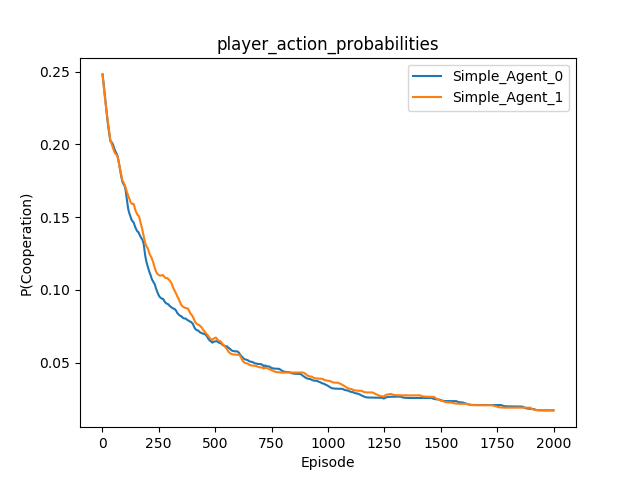 player_action_probabilities
Simple_Agent_0
Simple_Agent_1
P(Cooperation)
0.25
0.20
0.15
0.10
0.05
0 250 500 750 1000 1250 1500 1750 2000
Episode